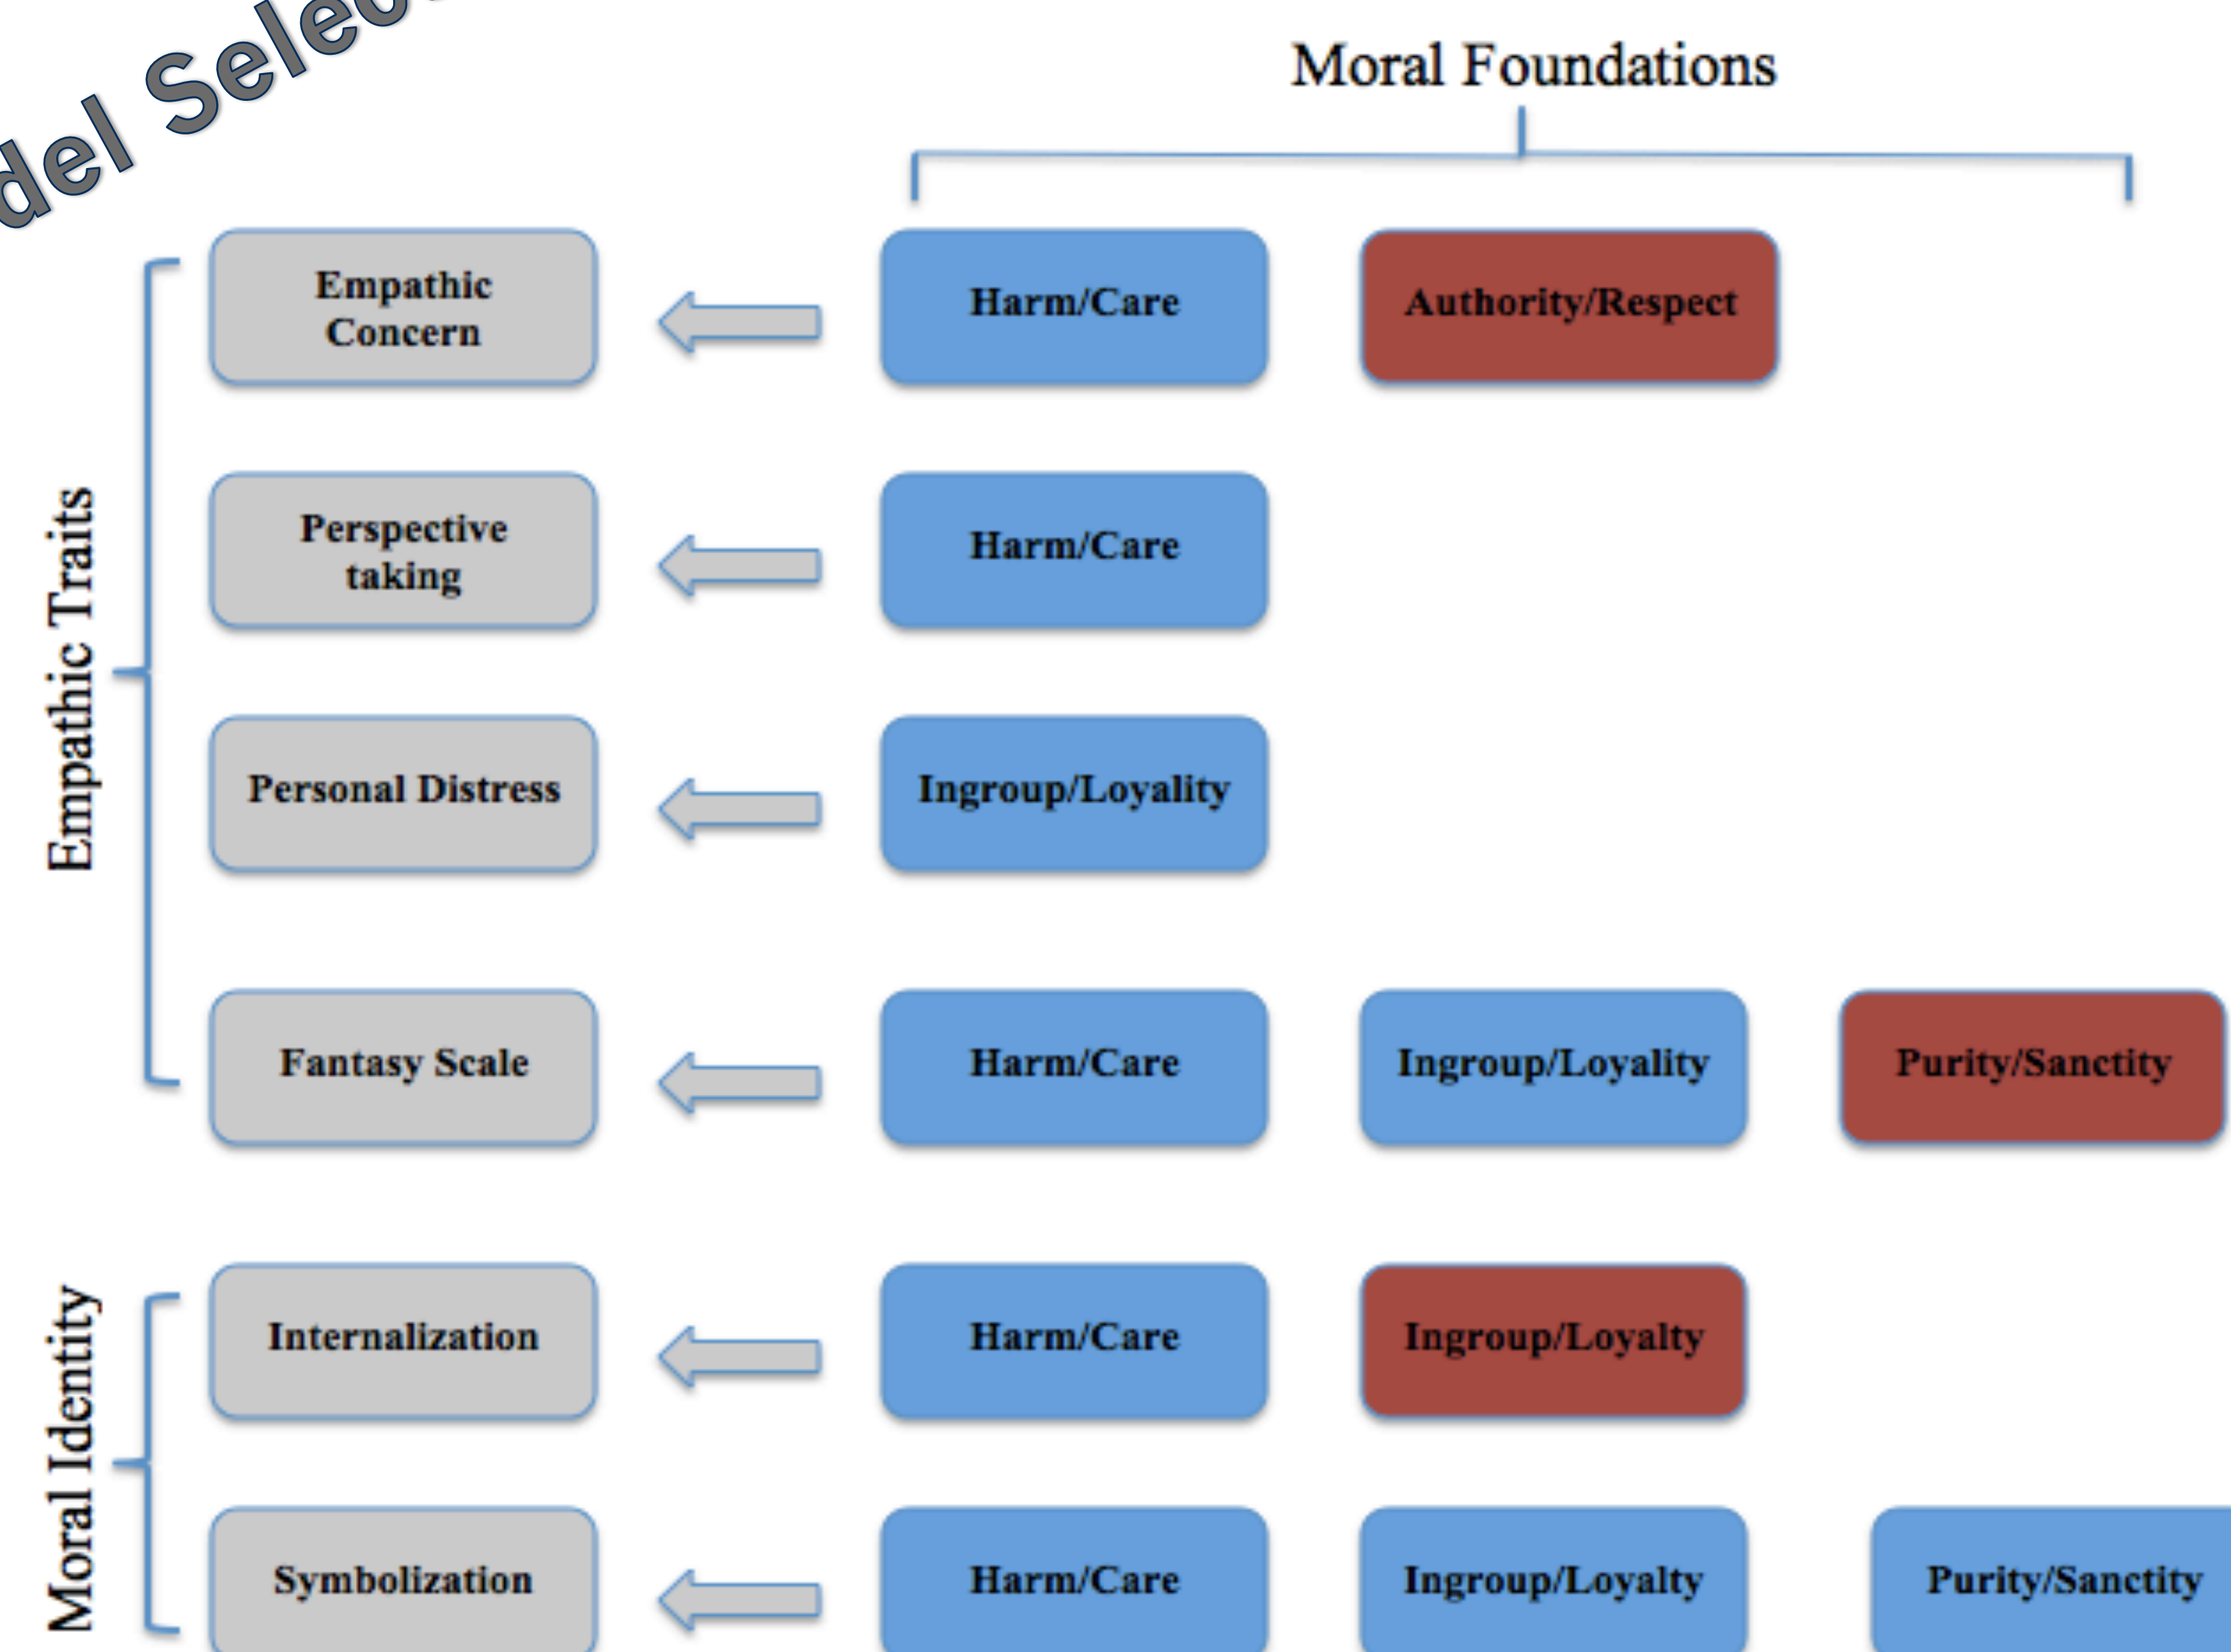 del Selec
Moral Foundations
Empathic Traits
Empathic
Concern
Harm/Care
Authority/Respect
Perspective
taking
Harm/Care
Personal Distress
Ingroup/Loyality
Fantasy Scale
Harm/Care
Ingroup/Loyality
Purity/Sanctity
Moral Identity
Internalization
Harm/Care
Ingroup/Loyalty
Symbolization
Harm/Care
Ingroup/Loyalty
Purity/Sanctity